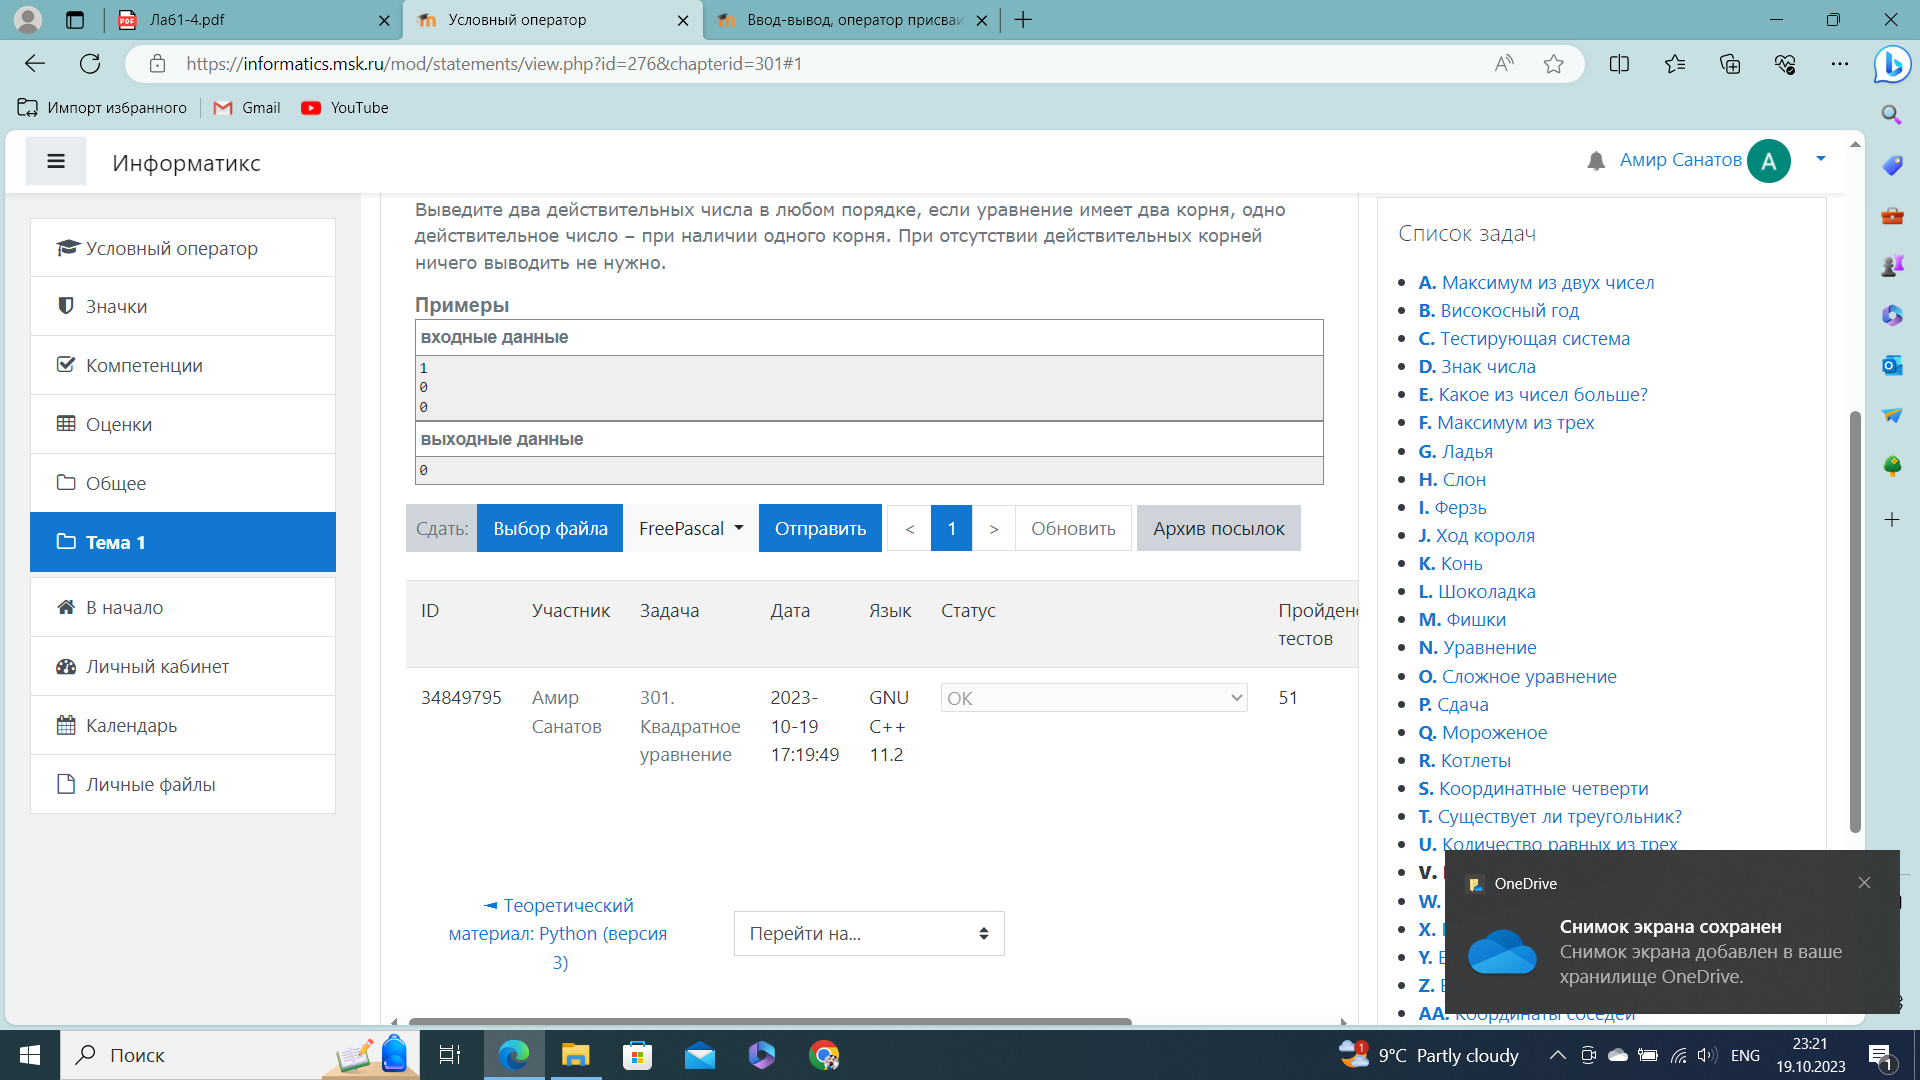 Ла61-4.pdf
Условный оператор
Ввод-вывод, оператор присваи
https://informatics.msk.ru/mod/statements/view.php?id=276&chapterid=301#1
Импорт избранного
Gmail
YouTube
Информатикс
Амир Санатов
A
Условный оператор
Значки
Компетенции
Оценки
Общее
Тема 1
В начало
Личный кабинет
Календарь
Личные файлы
Выведите два действительных числа в любом порядке, если уравнение имеет два корня, одно
действительное число – при наличии одного корня. При отсутствии действительных корней
ничего выводить не нужно.
Примеры
входные данные
1
0
0
выходные данные
0
Сдать: Выбор файла FreePascal Отправить < 1 > Обновить Архив посылок
ID Участник Задача Дата Язык Статус Пройдено
тестов
34849795 Амир 301. 2023- GNU OK 51
Санатов Квадратное 10-19 C++
уравнение 17:19:49 11.2
◄ Теоретический
материал: Python (версия
3)
Перейти на...
Список задач
A. Максимум из двух чисел
B. Високосный год
C. Тестирующая система
D. Знак числа
E. Какое из чисел больше?
F. Максимум из трех
G. Ладья
H. Слон
I. Ферзь
J. Ход короля
K. Конь
L. Шоколадка
M. Фишки
N. Уравнение
O. Сложное уравнение
P. Сдача
Q. Мороженое
R. Котлеты
S. Координатные четверти
T. Существует ли треугольник?
U. Количество равных из трех
V.
W.
X.
Y.
Z.
AA. Координаты соседей
OneDrive
Снимок экрана сохранен
Снимок экрана добавлен в ваше
хранилище OneDrive.
Поиск
1
9°C Partly cloudy
ENG
23:21
19.10.2023
1